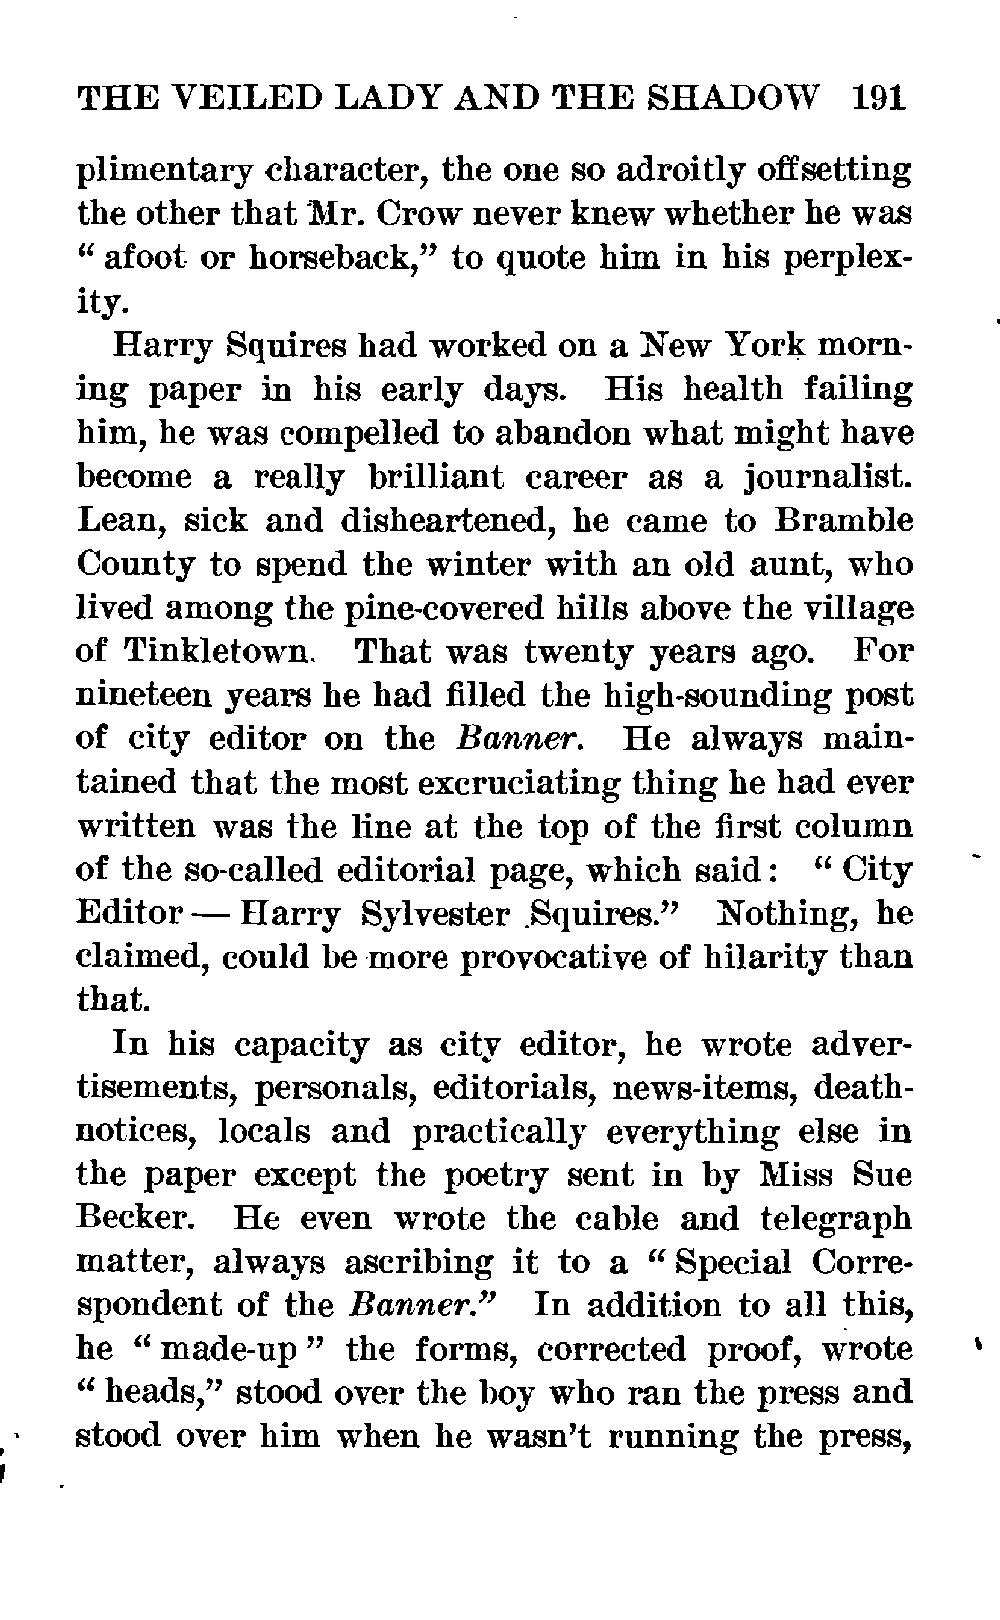 THE VEILED LADY AND THE SHADOW 191
plimentary character, the one so adroitly offsetting
the other that Mr. Crow never knew whether he was
“ afoot or horseback,” to quote him in his perplex-
ity.
Harry Squires had worked on a New York morn-
ing paper in his early days. His health failing
him, he was compelled to abandon what might have
become a really brilliant career as a journalist.
Lean, sick and disheartened, he came to Bramble
County to spend the winter with an old aunt, who
lived among the pine-covered hills above the village
of Tinkletown. That was twenty years ago. For
nineteen years he had filled the high-sounding post
of city editor on the Banner. He always main-
tained that the most excruciating thing he had ever
written was the line at the top of the first column
of the so-called editorial page, which said: “ City
Editor — Harry Sylvester Squires.” Nothing, he
claimed, could be more provocative of hilarity than
that.
In his capacity as city editor, he wrote adver-
tisements, personals, editorials, news-items, death-
notices, locals and practically everything else in
the paper except the poetry sent in by Miss Sue
Becker. He even wrote the cable and telegraph
matter, always ascribing it to a “ Special Corre-
spondent of the Banner.” In addition to all this,
he “ made-up ” the forms, corrected proof, wrote
“ heads,” stood over the boy who ran the press and
stood over him when he wasn’t running the press,